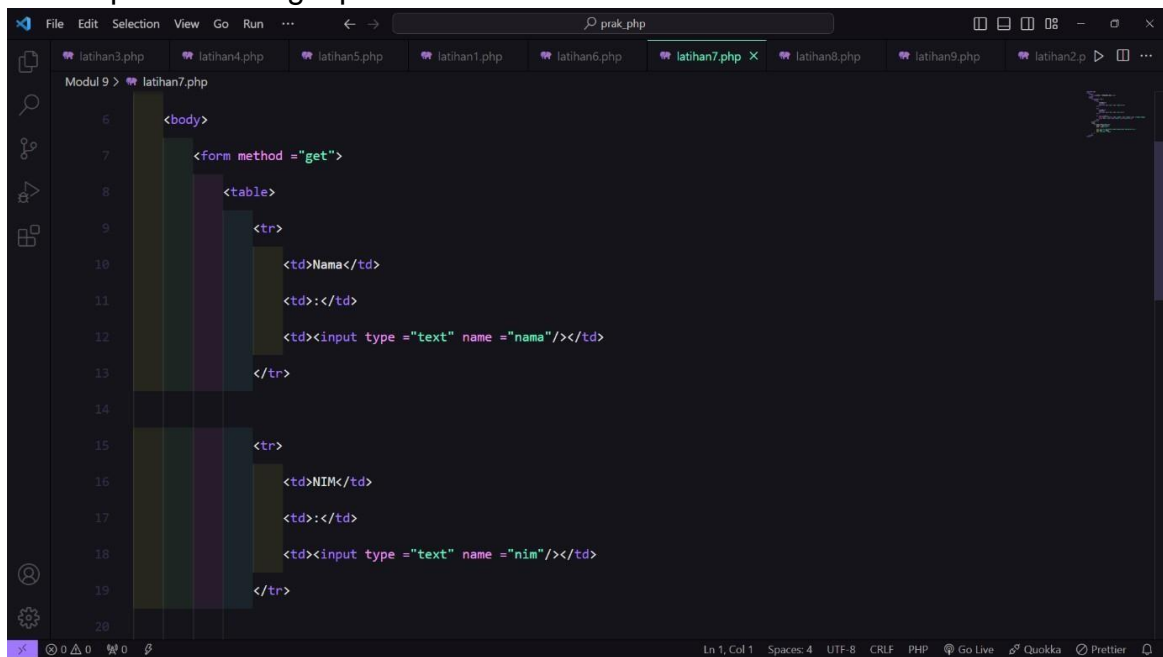 File Edit Selection View Go Run ··· ← → prak_php
latihan3.php latihan4.php latihan5.php latihan1.php latihan6.php latihan7.php × latihan8.php latihan9.php latihan2.p
Modul 9 > latihan7.php
6 <body>
7 <form method ="get">
8 <table>
9 <tr>
10 <td>Nama</td>
11 <td>:</td>
12 <td><input type ="text" name ="nama"/></td>
13 </tr>
14
15 <tr>
16 <td>NIM</td>
17 <td>:</td>
18 <td><input type ="text" name ="nim"/></td>
19 </tr>
20
0 0 0 Ln 1, Col 1 Spaces: 4 UTF-8 CRLF PHP Go Live Quokka Prettier